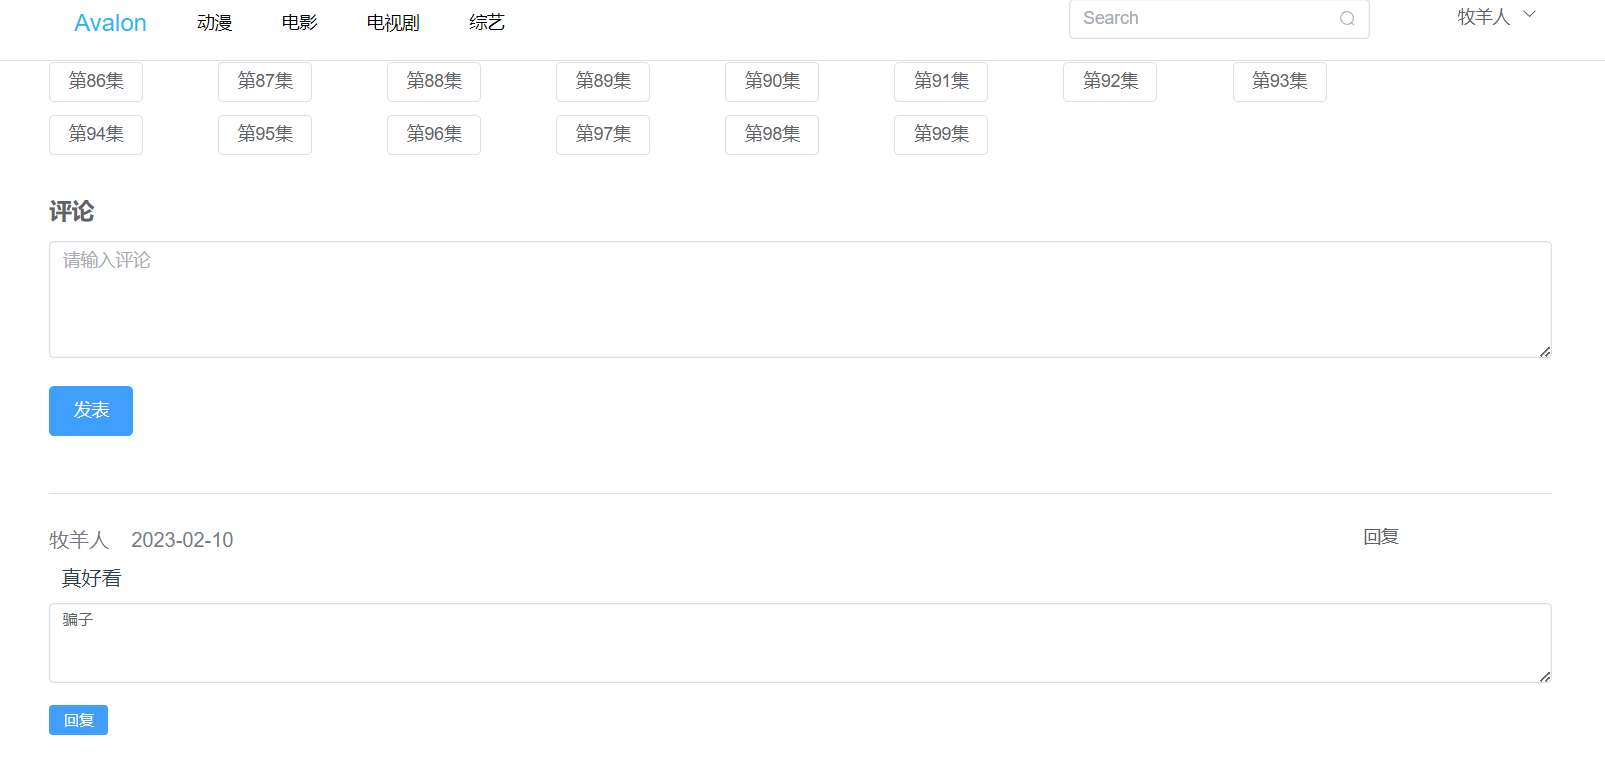 Avalon 动漫 电影 电视剧 综艺 Search 牧羊人
第86集 第87集 第88集 第89集 第90集 第91集 第92集 第93集
第94集 第95集 第96集 第97集 第98集 第99集
评论
请输入评论
发表
牧羊人 2023-02-10 回复
真好看
骗子
回复